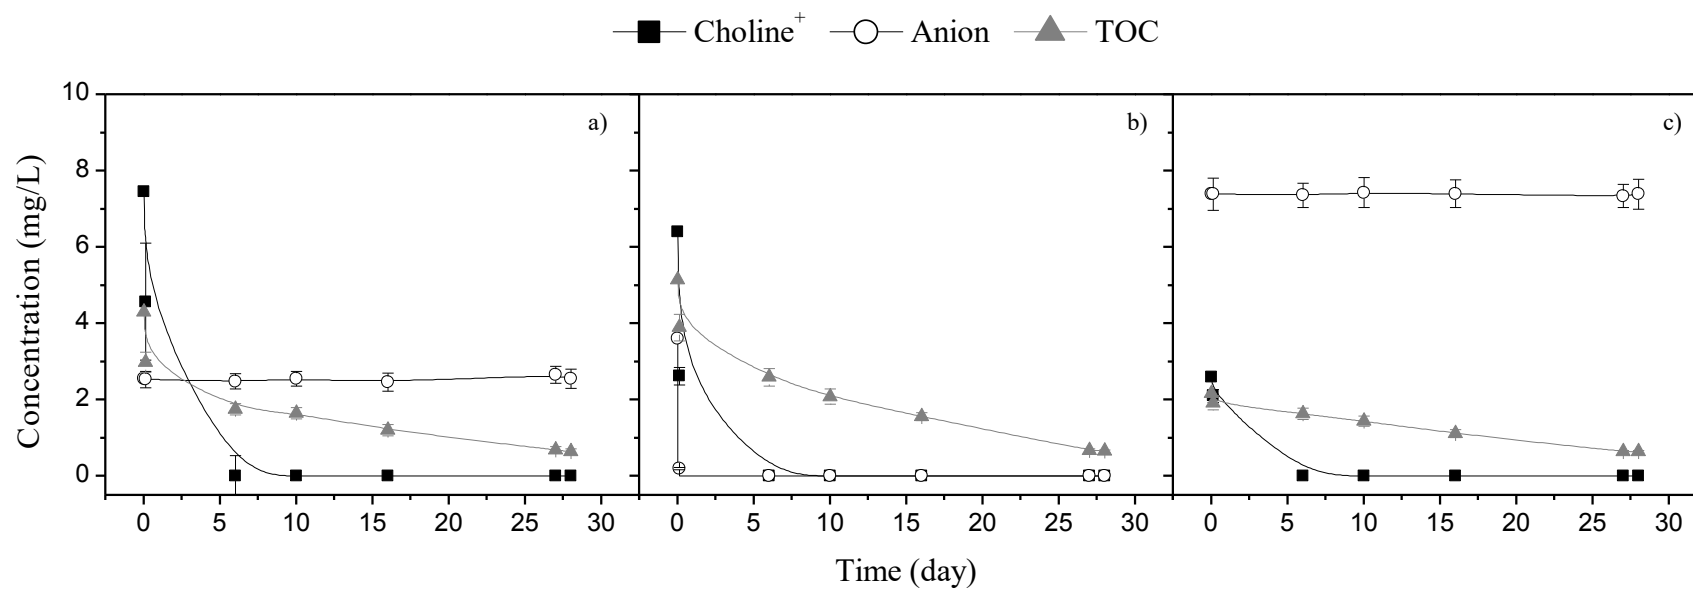 Choline+ Anion TOC
a) b) c)
10
8
6
4
2
0
Concentration (mg/L)
0 5 10 15 20 25 30 0 5 10 15 20 25 30 0 5 10 15 20 25 30
Time (day)